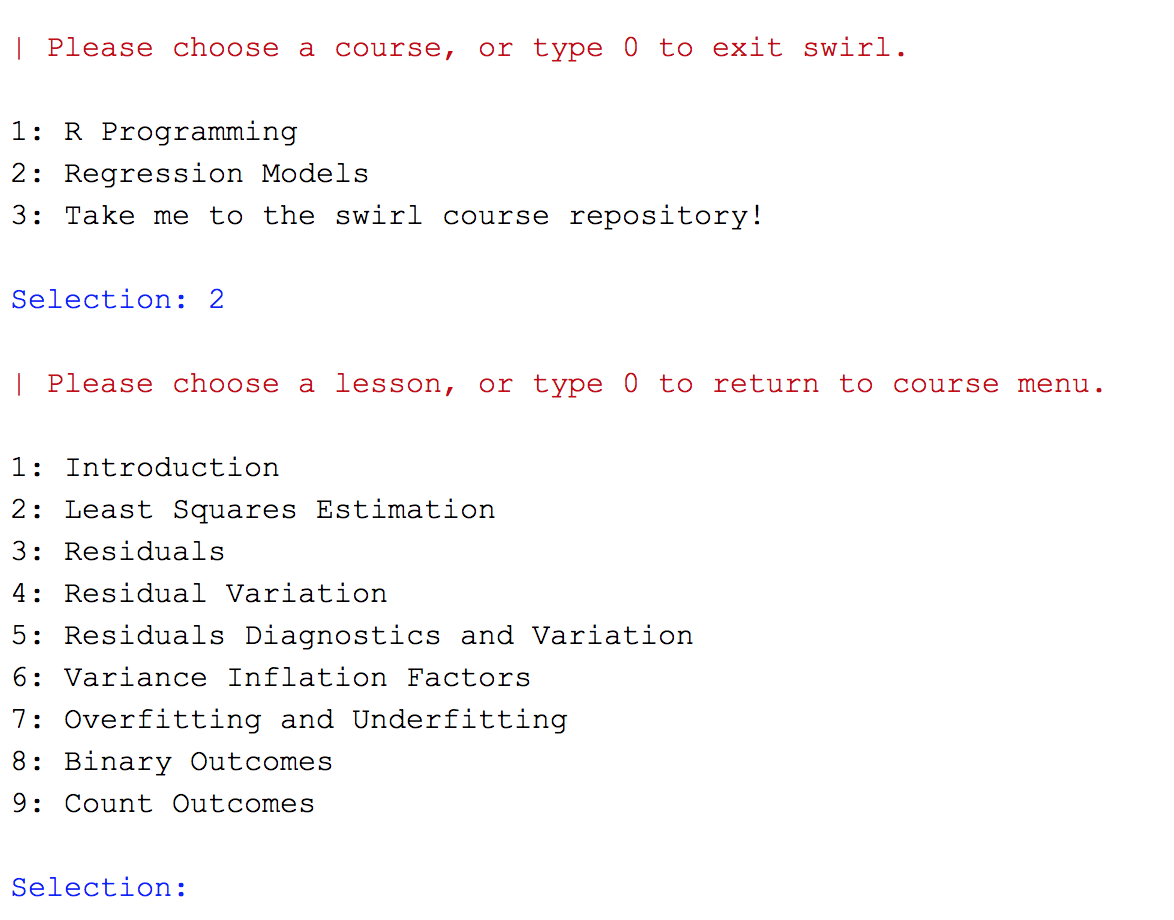 | Please choose a course, or type 0 to exit swirl.
1: R Programming
2: Regression Models
3: Take me to the swirl course repository!
Selection: 2
| Please choose a lesson, or type 0 to return to course menu.
1: Introduction
2: Least Squares Estimation
3: Residuals
4: Residual Variation
5: Residuals Diagnostics and Variation
6: Variance Inflation Factors
7: Overfitting and Underfitting
8: Binary Outcomes
9: Count Outcomes
Selection: